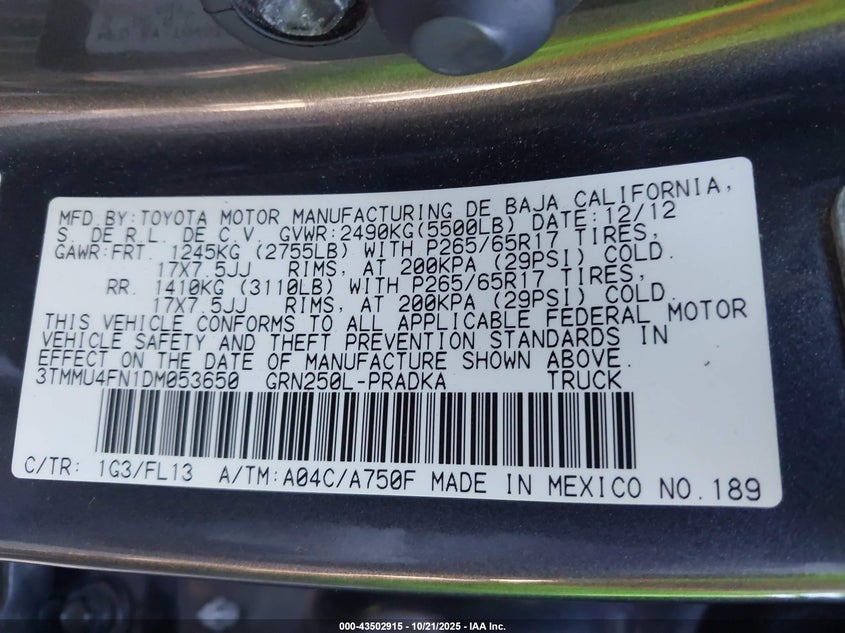 MFD.BY:TOYOTA MOTOR MANUFACTURING DE BAJA CALIFORNIA,
S. DE R.L. DE C.V. GVWR:2490KG(5500LB) DATE:12/12
GAWR:FRT. 1245KG (2755LB) WITH P265/65R17 TIRES,
17X7.5JJ RIMS, AT 200KPA (29PSI) COLD.
RR. 1410KG (3110LB) WITH P265/65R17 TIRES,
17X7.5JJ RIMS, AT 200KPA (29PSI) COLD.
THIS VEHICLE CONFORMS TO ALL APPLICABLE FEDERAL MOTOR
VEHICLE SAFETY AND THEFT PREVENTION STANDARDS IN
EFFECT ON THE DATE OF MANUFACTURE SHOWN ABOVE.
3TMMU4FN1DM053650 GRN250L-PRADKA TRUCK
C/TR: 1G3/FL13 A/TM:A04C/A750F MADE IN MEXICO NO.189
000-43502915 - 10/21/2025 - IAA Inc.